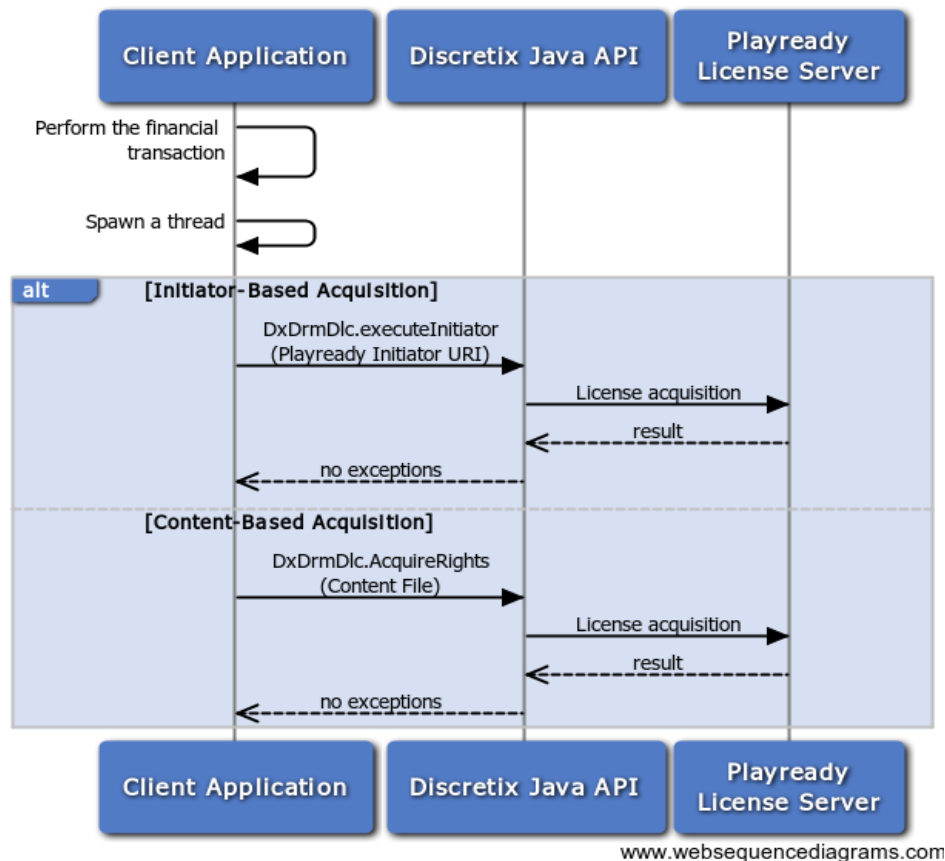 Client Application
Discretix Java API
Playready
License Server
Perform the financial
transaction
Spawn a thread
alt
[Initiator-Based Acquisition]
DxDrmDlc.executeInitiator
(Playready Initiator URI)
License acquisition
result
no exceptions
[Content-Based Acquisition]
DxDrmDlc.AcquireRights
(Content File)
License acquisition
result
no exceptions
Client Application
Discretix Java API
Playready
License Server
www.websequencediagrams.com